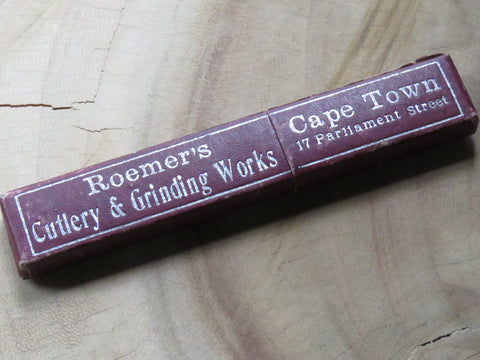 Roemer's
Cutlery & Grinding Works
Cape Town
17 Parliament Street